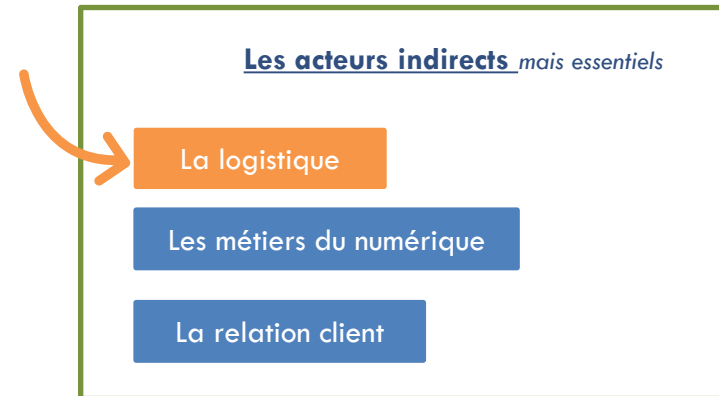 Les acteurs indirects mais essentiels
La logistique
Les métiers du numérique
La relation client